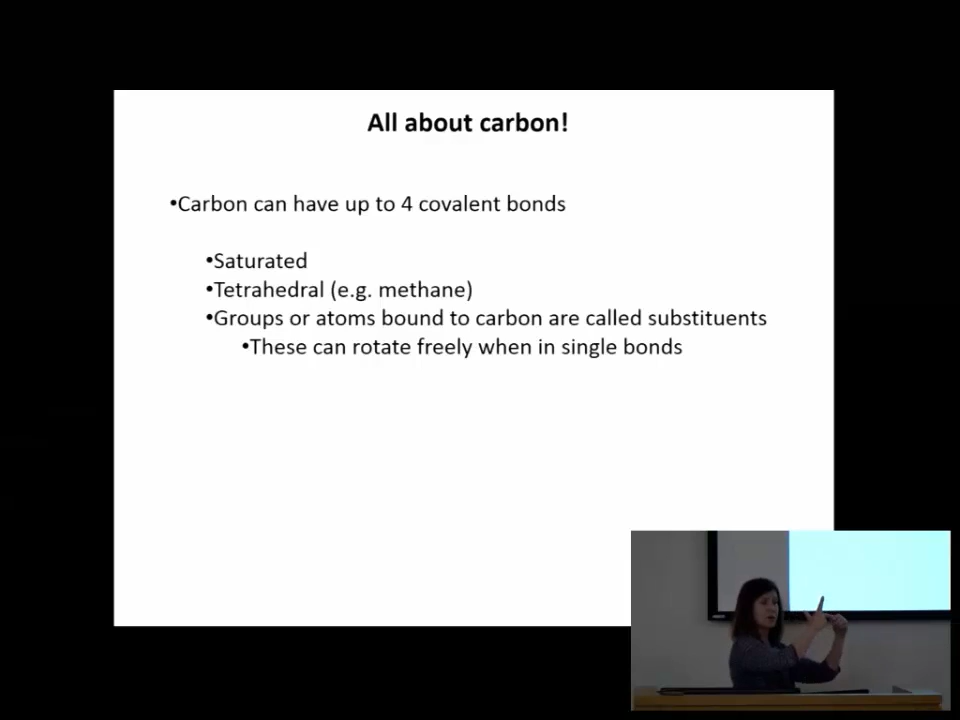 All about carbon!
•Carbon can have up to 4 covalent bonds
•Saturated
•Tetrahedral (e.g. methane)
•Groups or atoms bound to carbon are called substituents
•These can rotate freely when in single bonds